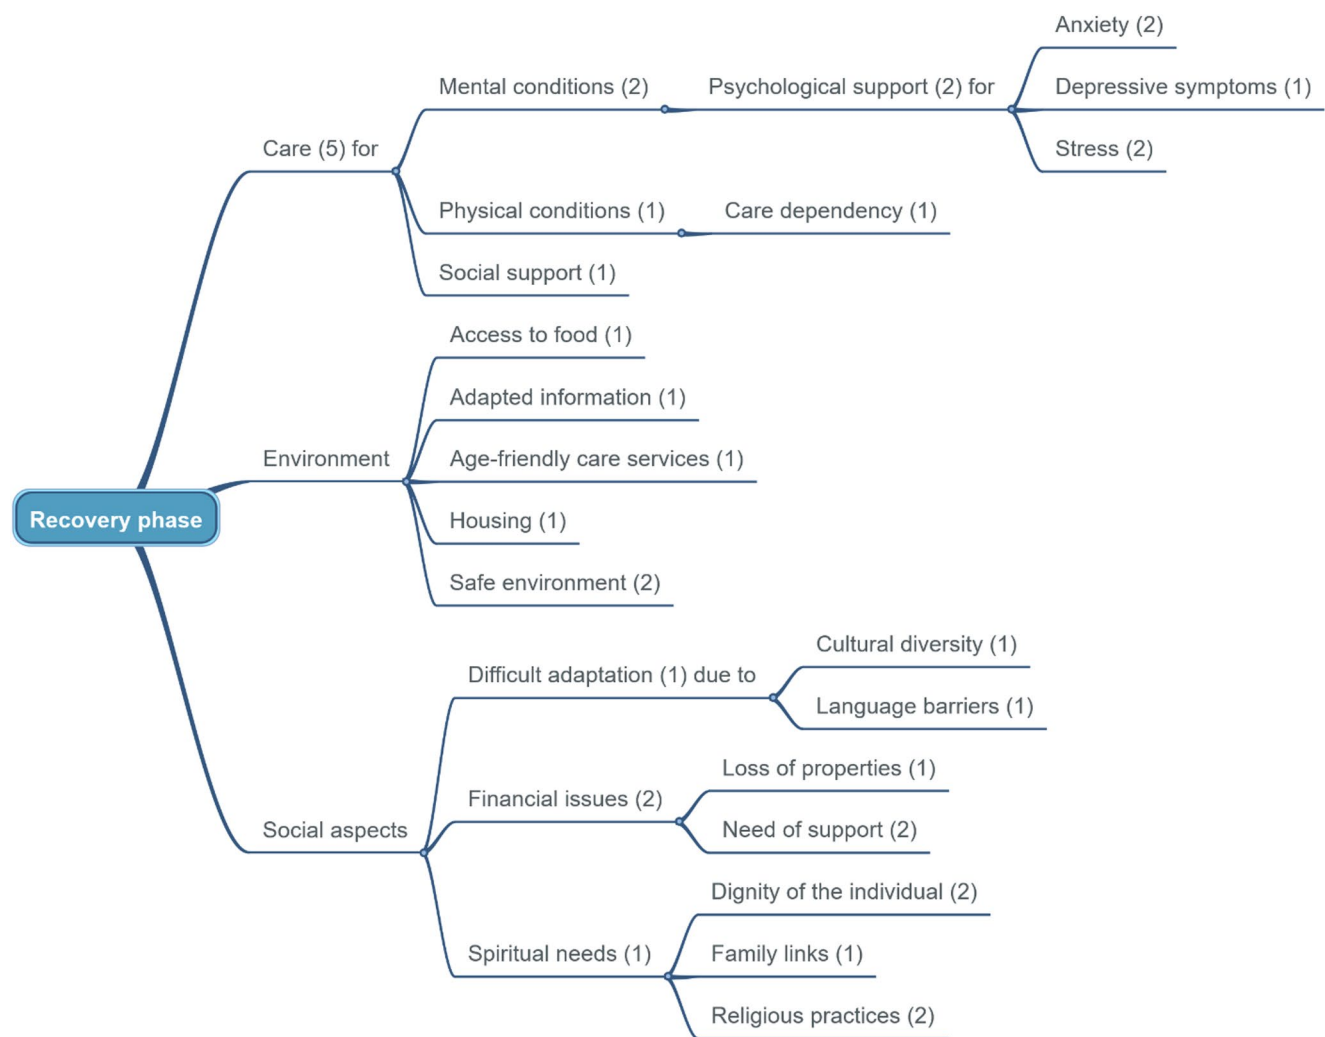 Recovery phase
Care (5) for
Mental conditions (2)
Psychological support (2) for
Anxiety (2)
Depressive symptoms (1)
Stress (2)
Physical conditions (1)
Care dependency (1)
Social support (1)
Environment
Access to food (1)
Adapted information (1)
Age-friendly care services (1)
Housing (1)
Safe environment (2)
Social aspects
Difficult adaptation (1) due to
Cultural diversity (1)
Language barriers (1)
Financial issues (2)
Loss of properties (1)
Need of support (2)
Spiritual needs (1)
Dignity of the individual (2)
Family links (1)
Religious practices (2)